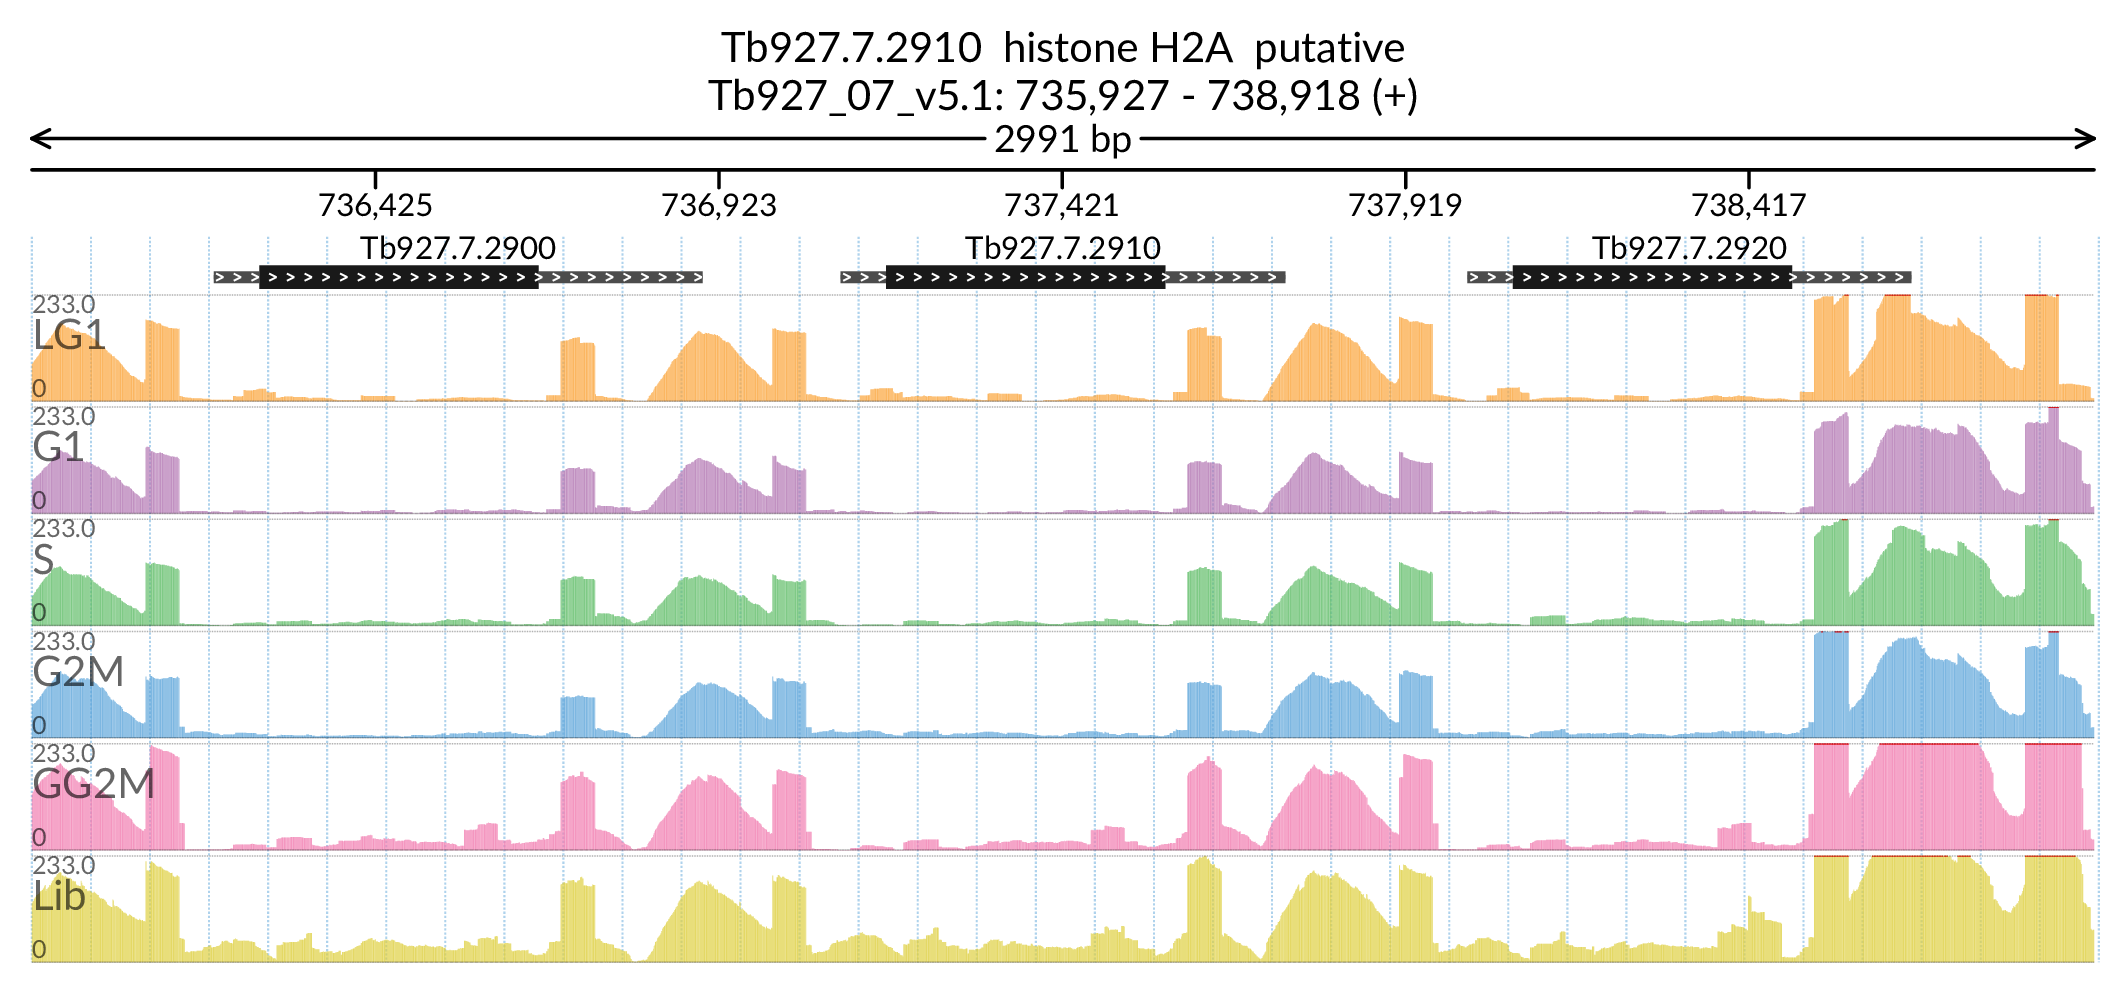 Tb927.7.2910 histone H2A putative
Tb927_07_v5.1: 735,927 - 738,918 (+)
2991 bp
736,425 736,923 737,421 737,919 738,417
Tb927.7.2900 Tb927.7.2910 Tb927.7.2920
233.0
LG1
0
233.0
G1
0
233.0
S
0
233.0
G2M
0
233.0
GG2M
0
233.0
Lib
0